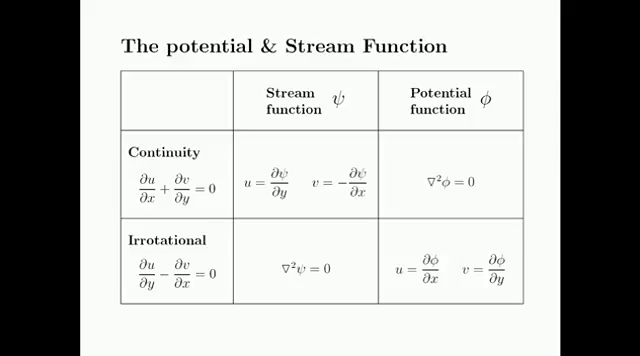 The potential & Stream Function
Stream function ψ
Potential function ϕ
Continuity
∂u/∂x + ∂v/∂y = 0
u = ∂ψ/∂y v = −∂ψ/∂x
∇²ϕ = 0
Irrotational
∂u/∂y − ∂v/∂x = 0
∇²ψ = 0
u = ∂ϕ/∂x v = ∂ϕ/∂y